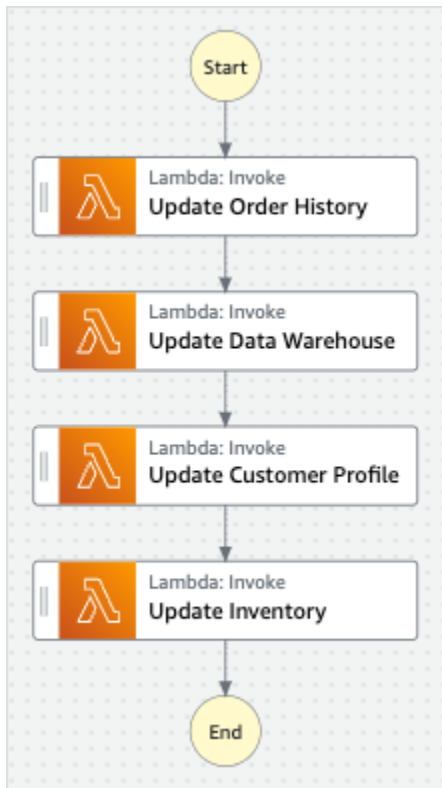 Start
Lambda: Invoke
Update Order History
Lambda: Invoke
Update Data Warehouse
Lambda: Invoke
Update Customer Profile
Lambda: Invoke
Update Inventory
End